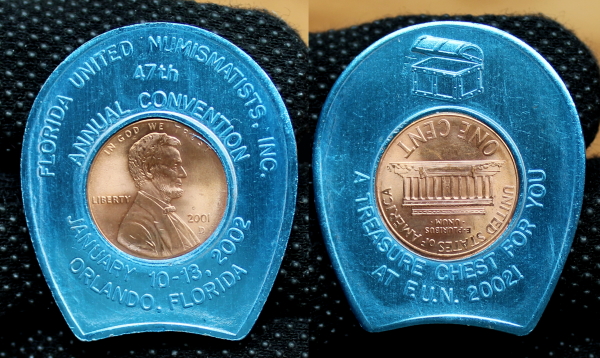 FLORIDA UNITED NUMISMATISTS, INC.
47th
ANNUAL CONVENTION
IN GOD WE TRUST
LIBERTY
2001
D
JANUARY 10-13, 2002
ORLANDO, FLORIDA
ONE CENT
UNITED STATES OF AMERICA
E·PLURIBUS
·UNUM·
A TREASURE CHEST FOR YOU
AT F.U.N. 2002!